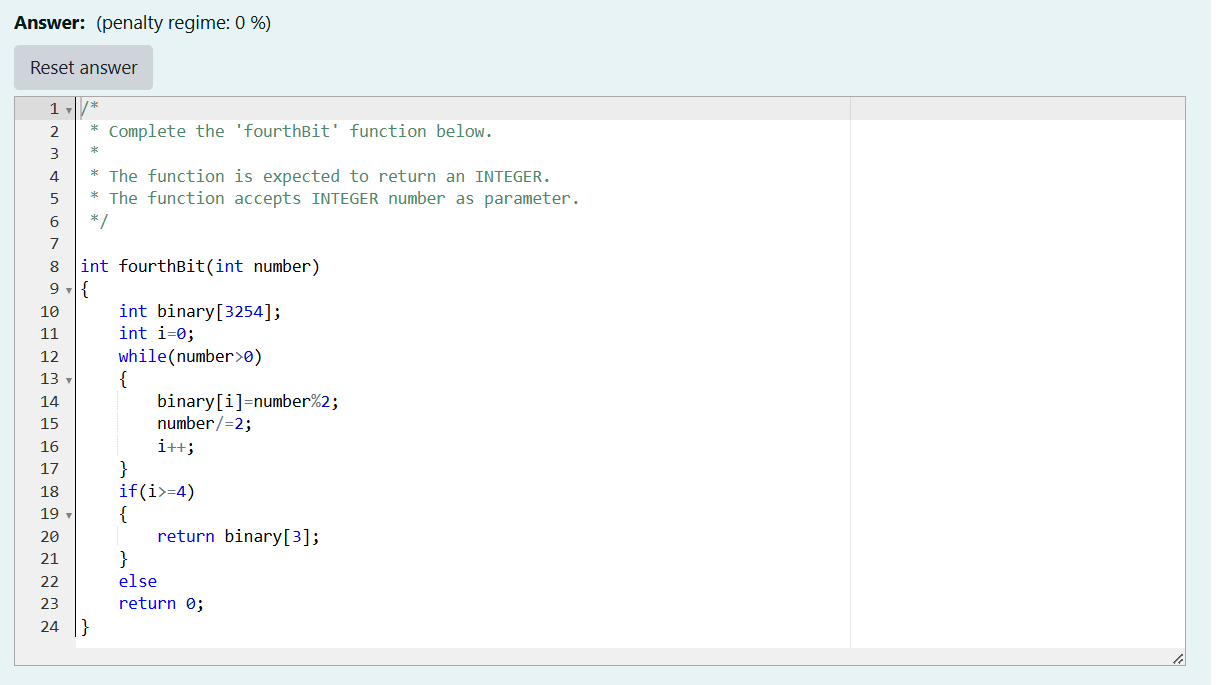 Answer: (penalty regime: 0 %)
Reset answer
1 /*
2  * Complete the 'fourthBit' function below.
3  *
4  * The function is expected to return an INTEGER.
5  * The function accepts INTEGER number as parameter.
6  */
7
8 int fourthBit(int number)
9 {
10     int binary[3254];
11     int i=0;
12     while(number>0)
13     {
14         binary[i]=number%2;
15         number/=2;
16         i++;
17     }
18     if(i>=4)
19     {
20         return binary[3];
21     }
22     else
23     return 0;
24 }